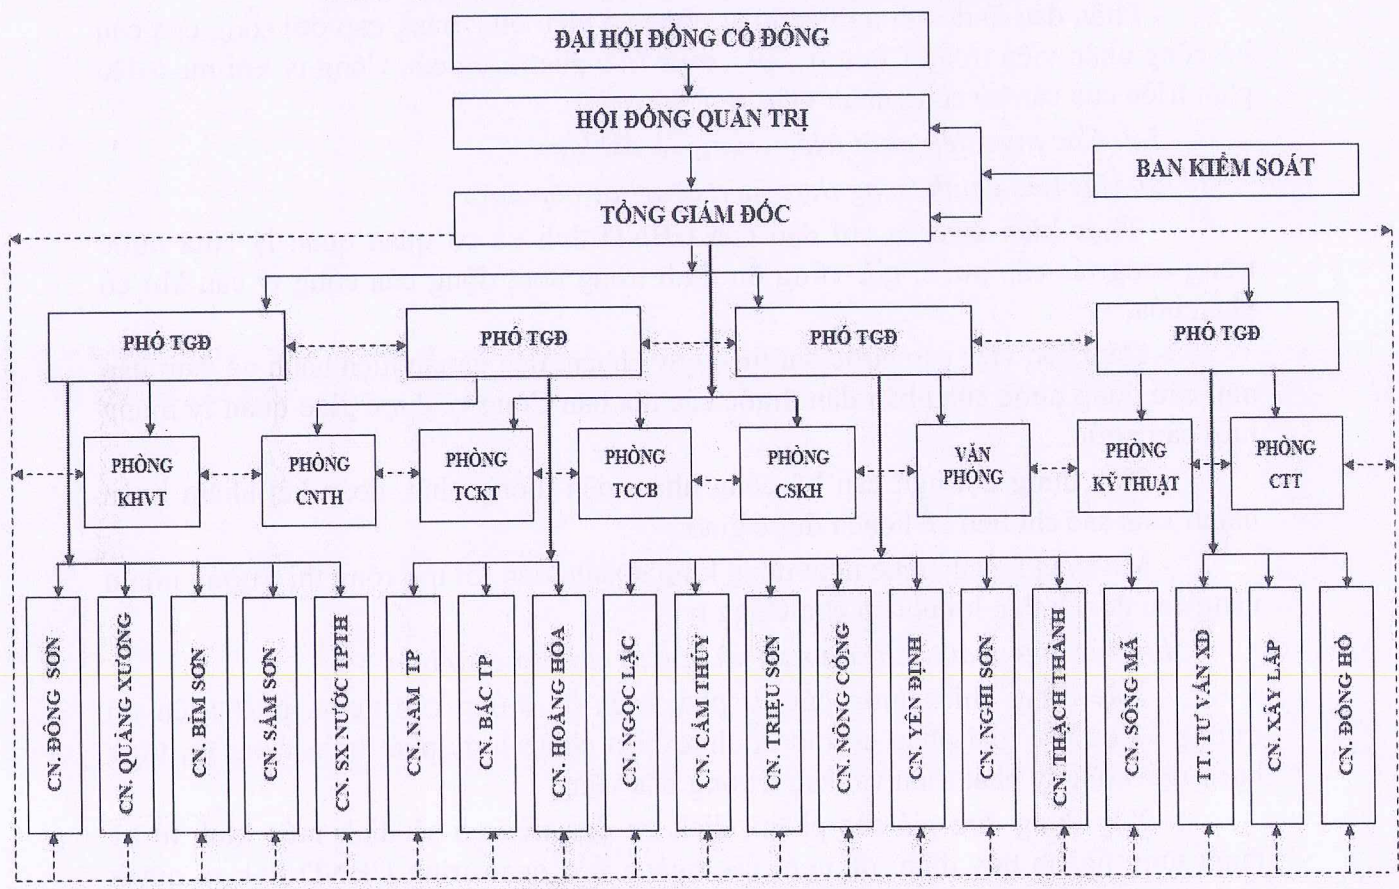 ĐẠI HỘI ĐỒNG CỔ ĐÔNG
HỘI ĐỒNG QUẢN TRỊ
BAN KIỂM SOÁT
TỔNG GIÁM ĐỐC
PHÓ TGĐ
PHÓ TGĐ
PHÓ TGĐ
PHÓ TGĐ
PHÒNG
KHVT
PHÒNG
CNTH
PHÒNG
TCKT
PHÒNG
TCCB
PHÒNG
CSKH
VĂN
PHÒNG
PHÒNG
KỸ THUẬT
PHÒNG
CTT
CN. ĐÔNG SƠN
CN. QUẢNG XƯƠNG
CN. BỈM SƠN
CN. SẦM SƠN
CN. SX NƯỚC TPTH
CN. NAM TP
CN. BẮC TP
CN. HOẰNG HÓA
CN. NGỌC LẶC
CN. CẨM THỦY
CN. TRIỆU SƠN
CN. NÔNG CỐNG
CN. YÊN ĐỊNH
CN. NGHI SƠN
CN. THẠCH THÀNH
CN. SÔNG MÃ
TT. TƯ VẤN XD
CN. XÂY LẮP
CN. ĐỒNG HỒ